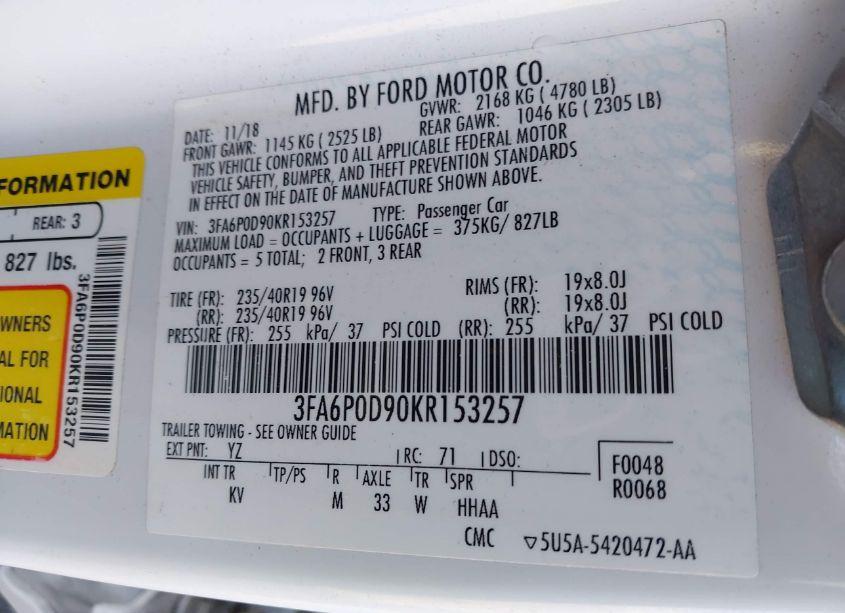 MFD. BY FORD MOTOR CO.
DATE: 11/18 GVWR: 2168 KG ( 4780 LB)
FRONT GAWR: 1145 KG ( 2525 LB) REAR GAWR: 1046 KG ( 2305 LB)
THIS VEHICLE CONFORMS TO ALL APPLICABLE FEDERAL MOTOR
VEHICLE SAFETY, BUMPER, AND THEFT PREVENTION STANDARDS
IN EFFECT ON THE DATE OF MANUFACTURE SHOWN ABOVE.
VIN: 3FA6P0D90KR153257 TYPE: Passenger Car
MAXIMUM LOAD = OCCUPANTS + LUGGAGE = 375KG/ 827LB
OCCUPANTS = 5 TOTAL; 2 FRONT, 3 REAR
TIRE (FR): 235/40R19 96V RIMS (FR): 19x8.0J
(RR): 235/40R19 96V (RR): 19x8.0J
PRESSURE (FR): 255 kPa/ 37 PSI COLD (RR): 255 kPa/ 37 PSI COLD
3FA6P0D90KR153257
TRAILER TOWING - SEE OWNER GUIDE
EXT PNT: YZ RC: 71 DSO:
INT TR TP/PS R AXLE TR SPR
KV M 33 W HHAA
F0048
R0068
CMC ▽5U5A-5420472-AA
FORMATION
REAR: 3
827 lbs.
3FA6P0D90KR153257
WNERS
AL FOR
IONAL
MATION